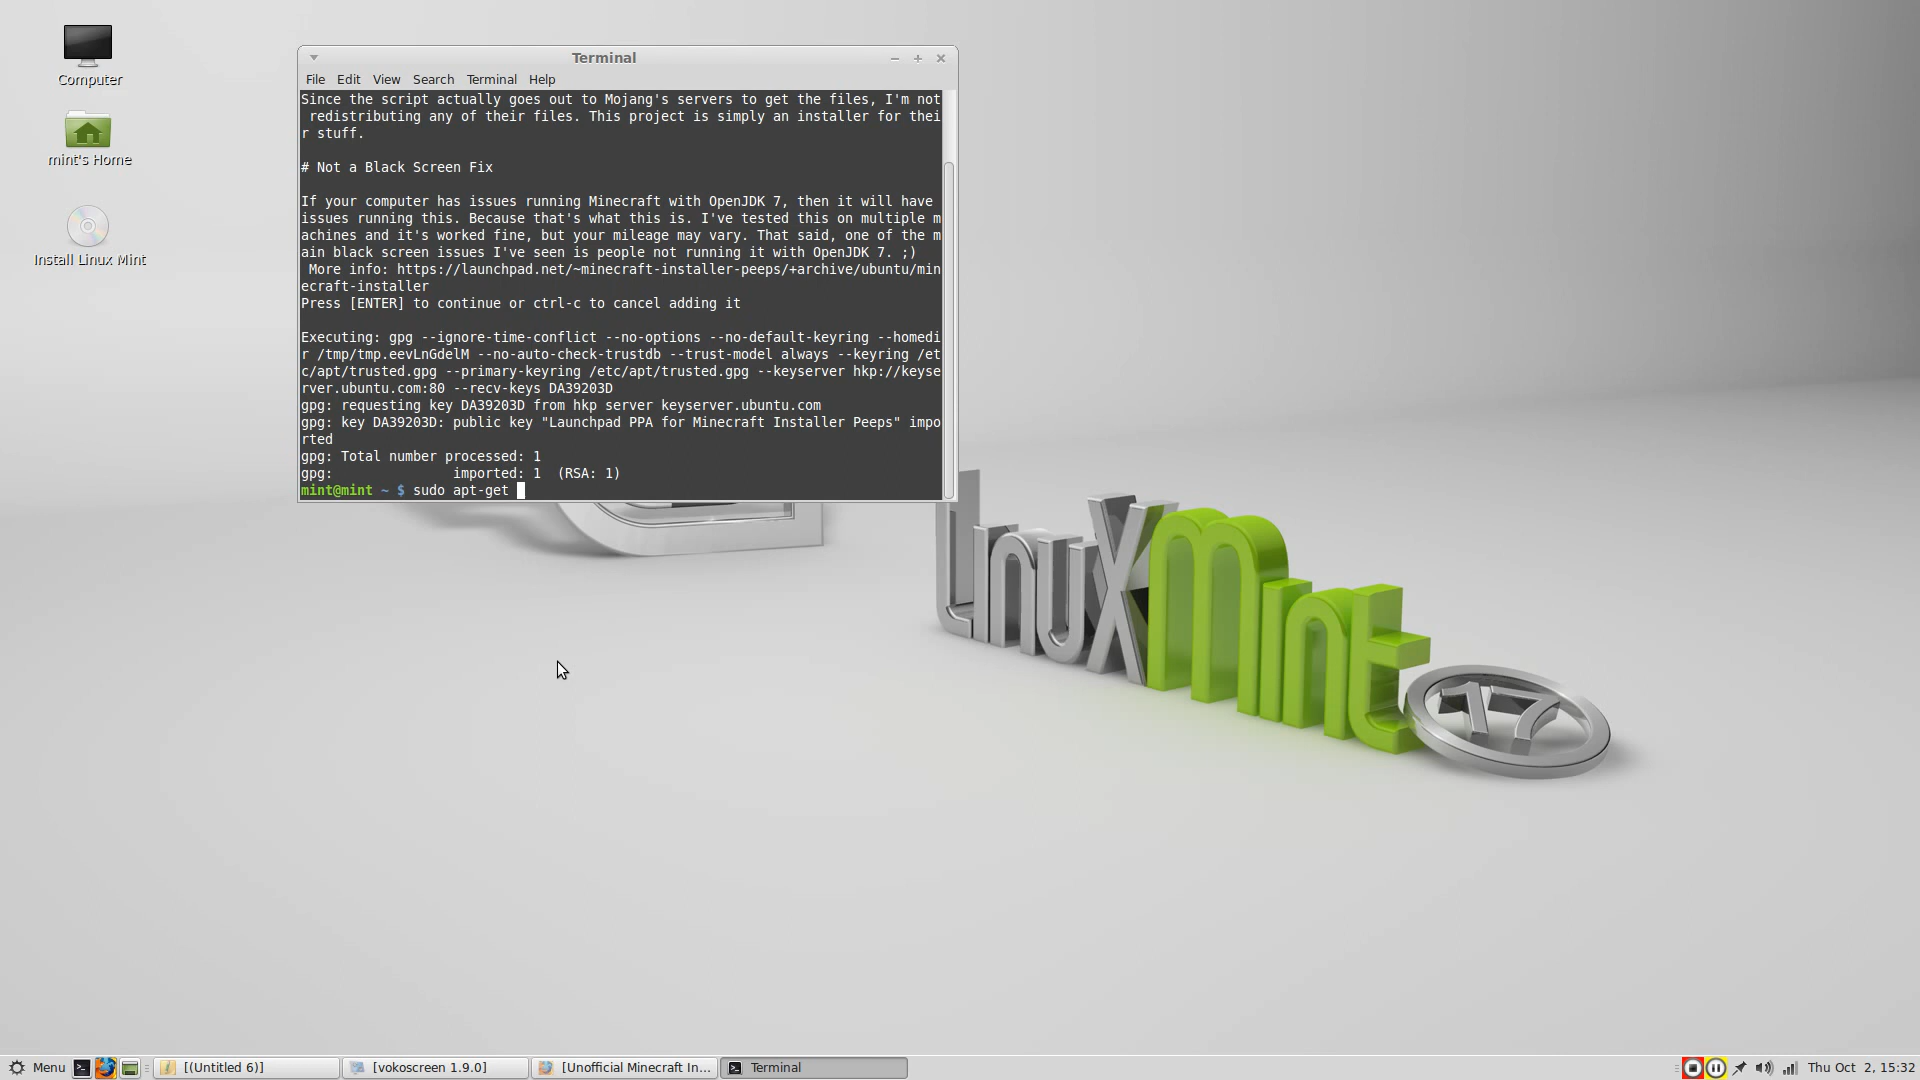 Computer
mint's Home
Install Linux Mint
Terminal
File Edit View Search Terminal Help
Since the script actually goes out to Mojang's servers to get the files, I'm not
 redistributing any of their files. This project is simply an installer for thei
r stuff.
# Not a Black Screen Fix
If your computer has issues running Minecraft with OpenJDK 7, then it will have
issues running this. Because that's what this is. I've tested this on multiple m
achines and it's worked fine, but your mileage may vary. That said, one of the m
ain black screen issues I've seen is people not running it with OpenJDK 7. ;)
 More info: https://launchpad.net/~minecraft-installer-peeps/+archive/ubuntu/min
ecraft-installer
Press [ENTER] to continue or ctrl-c to cancel adding it
Executing: gpg --ignore-time-conflict --no-options --no-default-keyring --homedi
r /tmp/tmp.eevLnGdelM --no-auto-check-trustdb --trust-model always --keyring /et
c/apt/trusted.gpg --primary-keyring /etc/apt/trusted.gpg --keyserver hkp://keyse
rver.ubuntu.com:80 --recv-keys DA39203D
gpg: requesting key DA39203D from hkp server keyserver.ubuntu.com
gpg: key DA39203D: public key "Launchpad PPA for Minecraft Installer Peeps" impo
rted
gpg: Total number processed: 1
gpg:               imported: 1  (RSA: 1)
mint@mint ~ $ sudo apt-get
LinuxMint 17
Menu [(Untitled 6)] [vokoscreen 1.9.0] [Unofficial Minecraft In... Terminal Thu Oct  2, 15:32